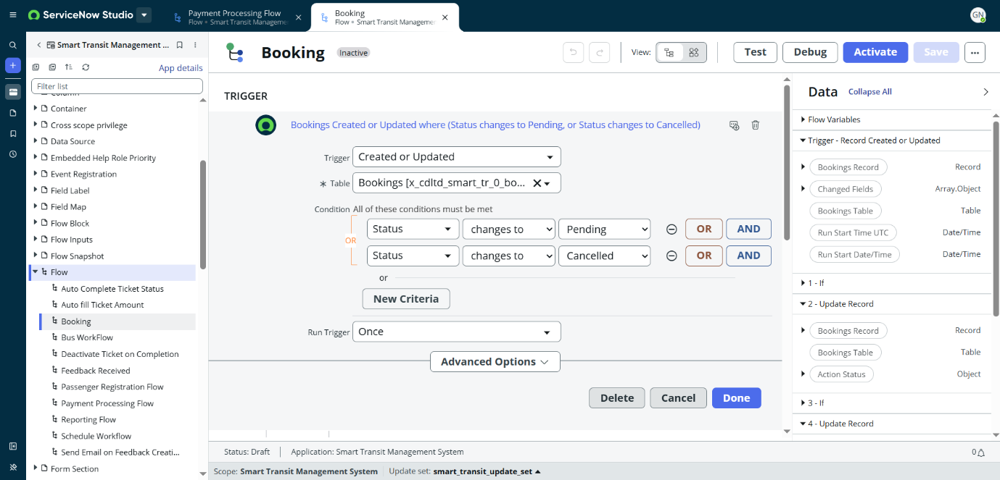 ServiceNow Studio
Payment Processing Flow
Flow • Smart Transit Manageme
Booking
Flow • Smart Transit Manageme
GN
Smart Transit Management ...
App details
Filter list
Column
Container
Cross scope privilege
Data Source
Embedded Help Role Priority
Event Registration
Field Label
Field Map
Flow Block
Flow Inputs
Flow Snapshot
Flow
Auto Complete Ticket Status
Auto fill Ticket Amount
Booking
Bus WorkFlow
Deactivate Ticket on Completion
Feedback Received
Passenger Registration Flow
Payment Processing Flow
Reporting Flow
Schedule Workflow
Send Email on Feedback Creati...
Form Section
Booking Inactive
View: Test Debug Activate Save ...
TRIGGER
Bookings Created or Updated where (Status changes to Pending, or Status changes to Cancelled)
Trigger Created or Updated
* Table Bookings [x_cdltd_smart_tr_0_bo...
Condition All of these conditions must be met
Status changes to Pending OR AND
OR
Status changes to Cancelled OR AND
or
New Criteria
Run Trigger Once
Advanced Options
Delete Cancel Done
Data Collapse All
Flow Variables
Trigger - Record Created or Updated
Bookings Record Record
Changed Fields Array.Object
Bookings Table Table
Run Start Time UTC Date/Time
Run Start Date/Time Date/Time
1 - If
2 - Update Record
Bookings Record Record
Bookings Table Table
Action Status Object
3 - If
4 - Update Record
Status: Draft Application: Smart Transit Management System 0
Scope: Smart Transit Management System Update set: smart_transit_update_set